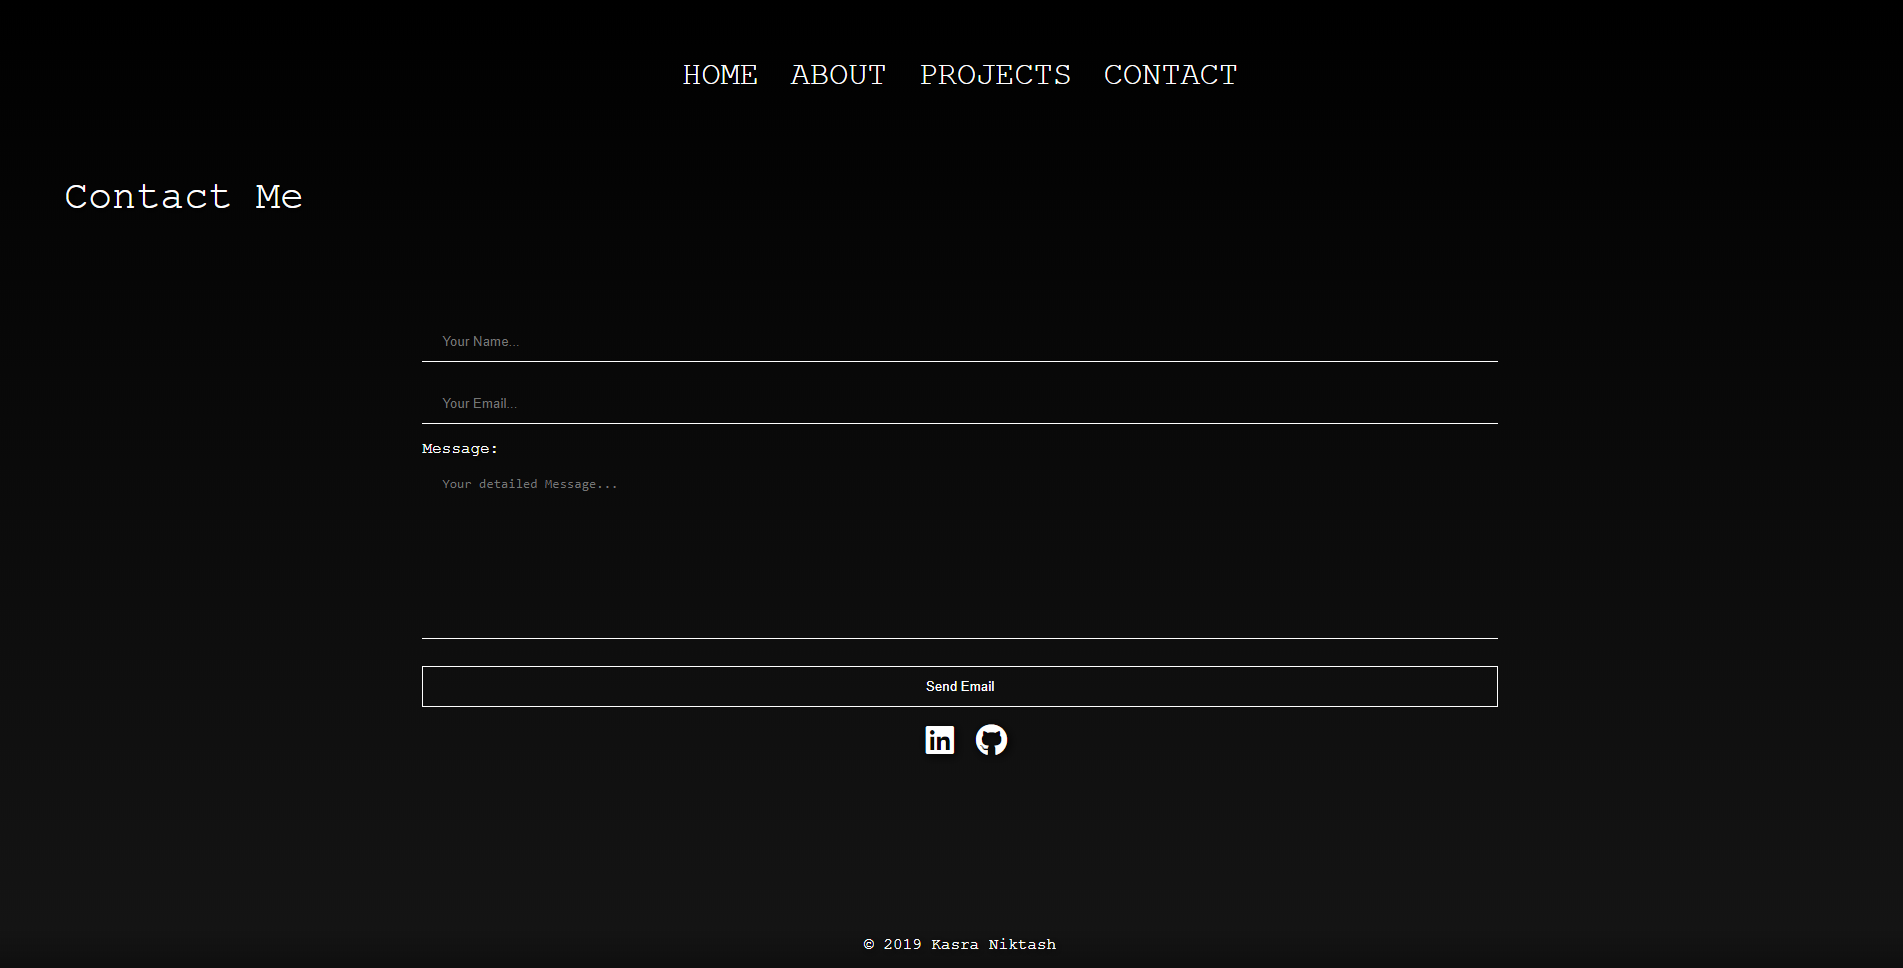 HOME ABOUT PROJECTS CONTACT
Contact Me
Your Name...
Your Email...
Message:
Your detailed Message...
Send Email
in
© 2019 Kasra Niktash